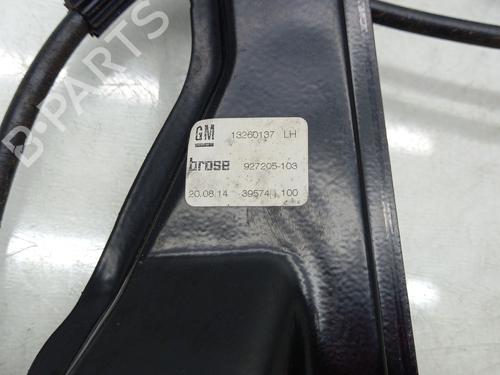 GM 13260137 LH
brose 927205-103
20.08.14 39574 100
B-PARTS